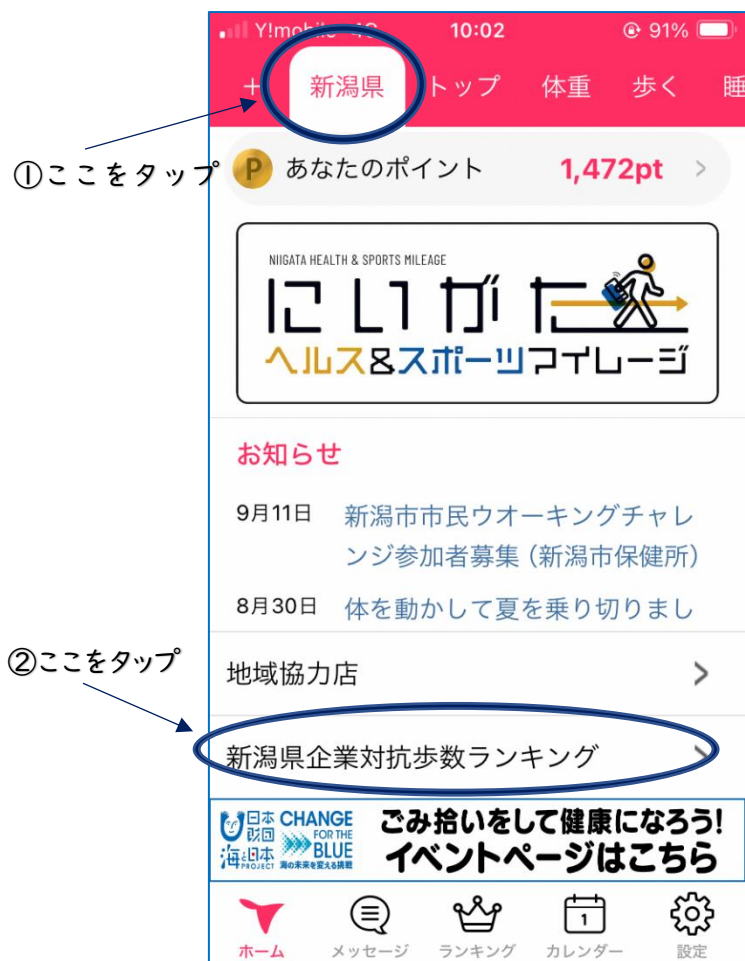 Y!mobile 4G 10:02 91%
+ 新潟県 トップ 体重 歩く 睡
①ここをタップ
P あなたのポイント 1,472pt >
NIIGATA HEALTH & SPORTS MILEAGE
にいがた
ヘルス&スポーツマイレージ
お知らせ
9月11日 新潟市市民ウオーキングチャレ
ンジ参加者募集(新潟市保健所)
8月30日 体を動かして夏を乗り切りまし
②ここをタップ
地域協力店 >
新潟県企業対抗歩数ランキング >
日本財団
海と日本
PROJECT
CHANGE
FOR THE
BLUE
海の未来を変える挑戦
ごみ拾いをして健康になろう!
イベントページはこちら
1
ホーム メッセージ ランキング カレンダー 設定